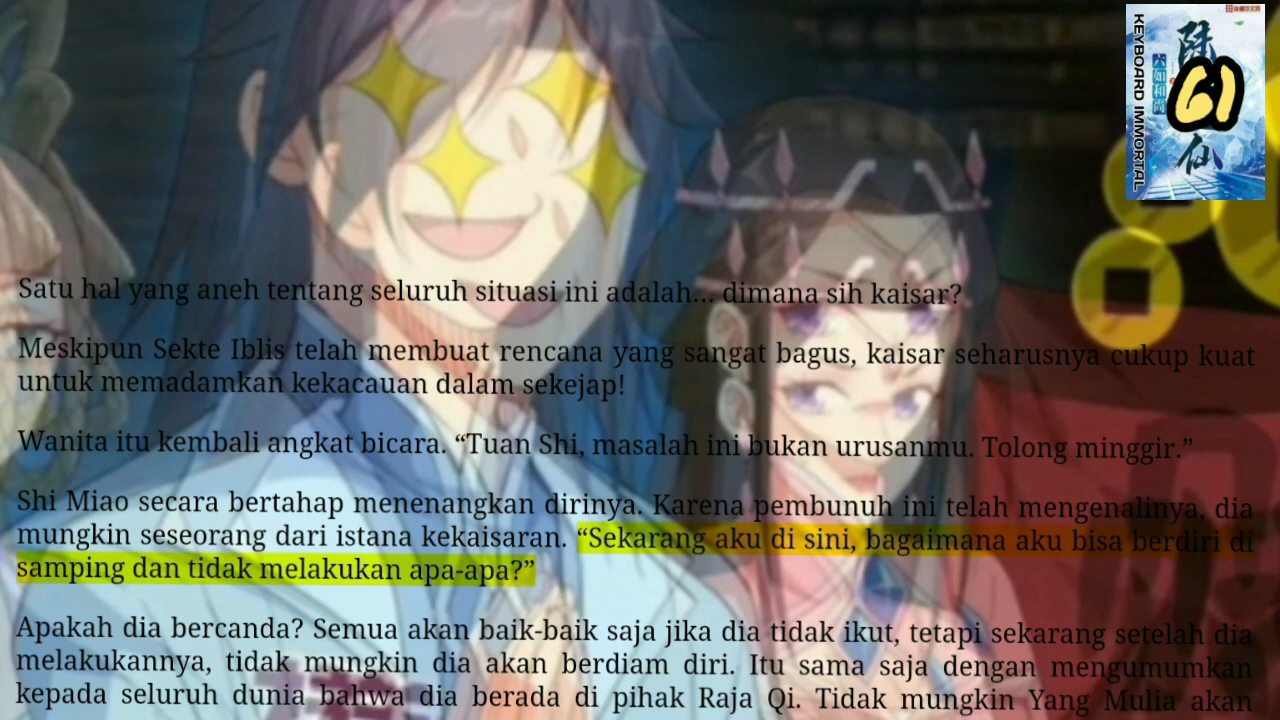 陆
六如和尚
61
仙
KEYBOARD IMMORTAL
Satu hal yang aneh tentang seluruh situasi ini adalah... dimana sih kaisar?
Meskipun Sekte Iblis telah membuat rencana yang sangat bagus, kaisar seharusnya cukup kuat
untuk memadamkan kekacauan dalam sekejap!
Wanita itu kembali angkat bicara. “Tuan Shi, masalah ini bukan urusanmu. Tolong minggir.”
Shi Miao secara bertahap menenangkan dirinya. Karena pembunuh ini telah mengenalinya, dia
mungkin seseorang dari istana kekaisaran. “Sekarang aku di sini, bagaimana aku bisa berdiri di
samping dan tidak melakukan apa-apa?”
Apakah dia bercanda? Semua akan baik-baik saja jika dia tidak ikut, tetapi sekarang setelah dia
melakukannya, tidak mungkin dia akan berdiam diri. Itu sama saja dengan mengumumkan
kepada seluruh dunia bahwa dia berada di pihak Raja Qi. Tidak mungkin Yang Mulia akan